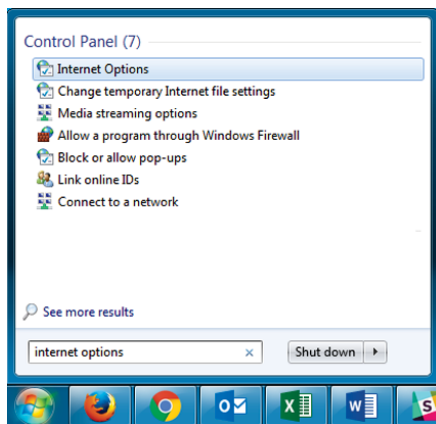 Control Panel (7)
Internet Options
Change temporary Internet file settings
Media streaming options
Allow a program through Windows Firewall
Block or allow pop-ups
Link online IDs
Connect to a network
See more results
internet options
Shut down